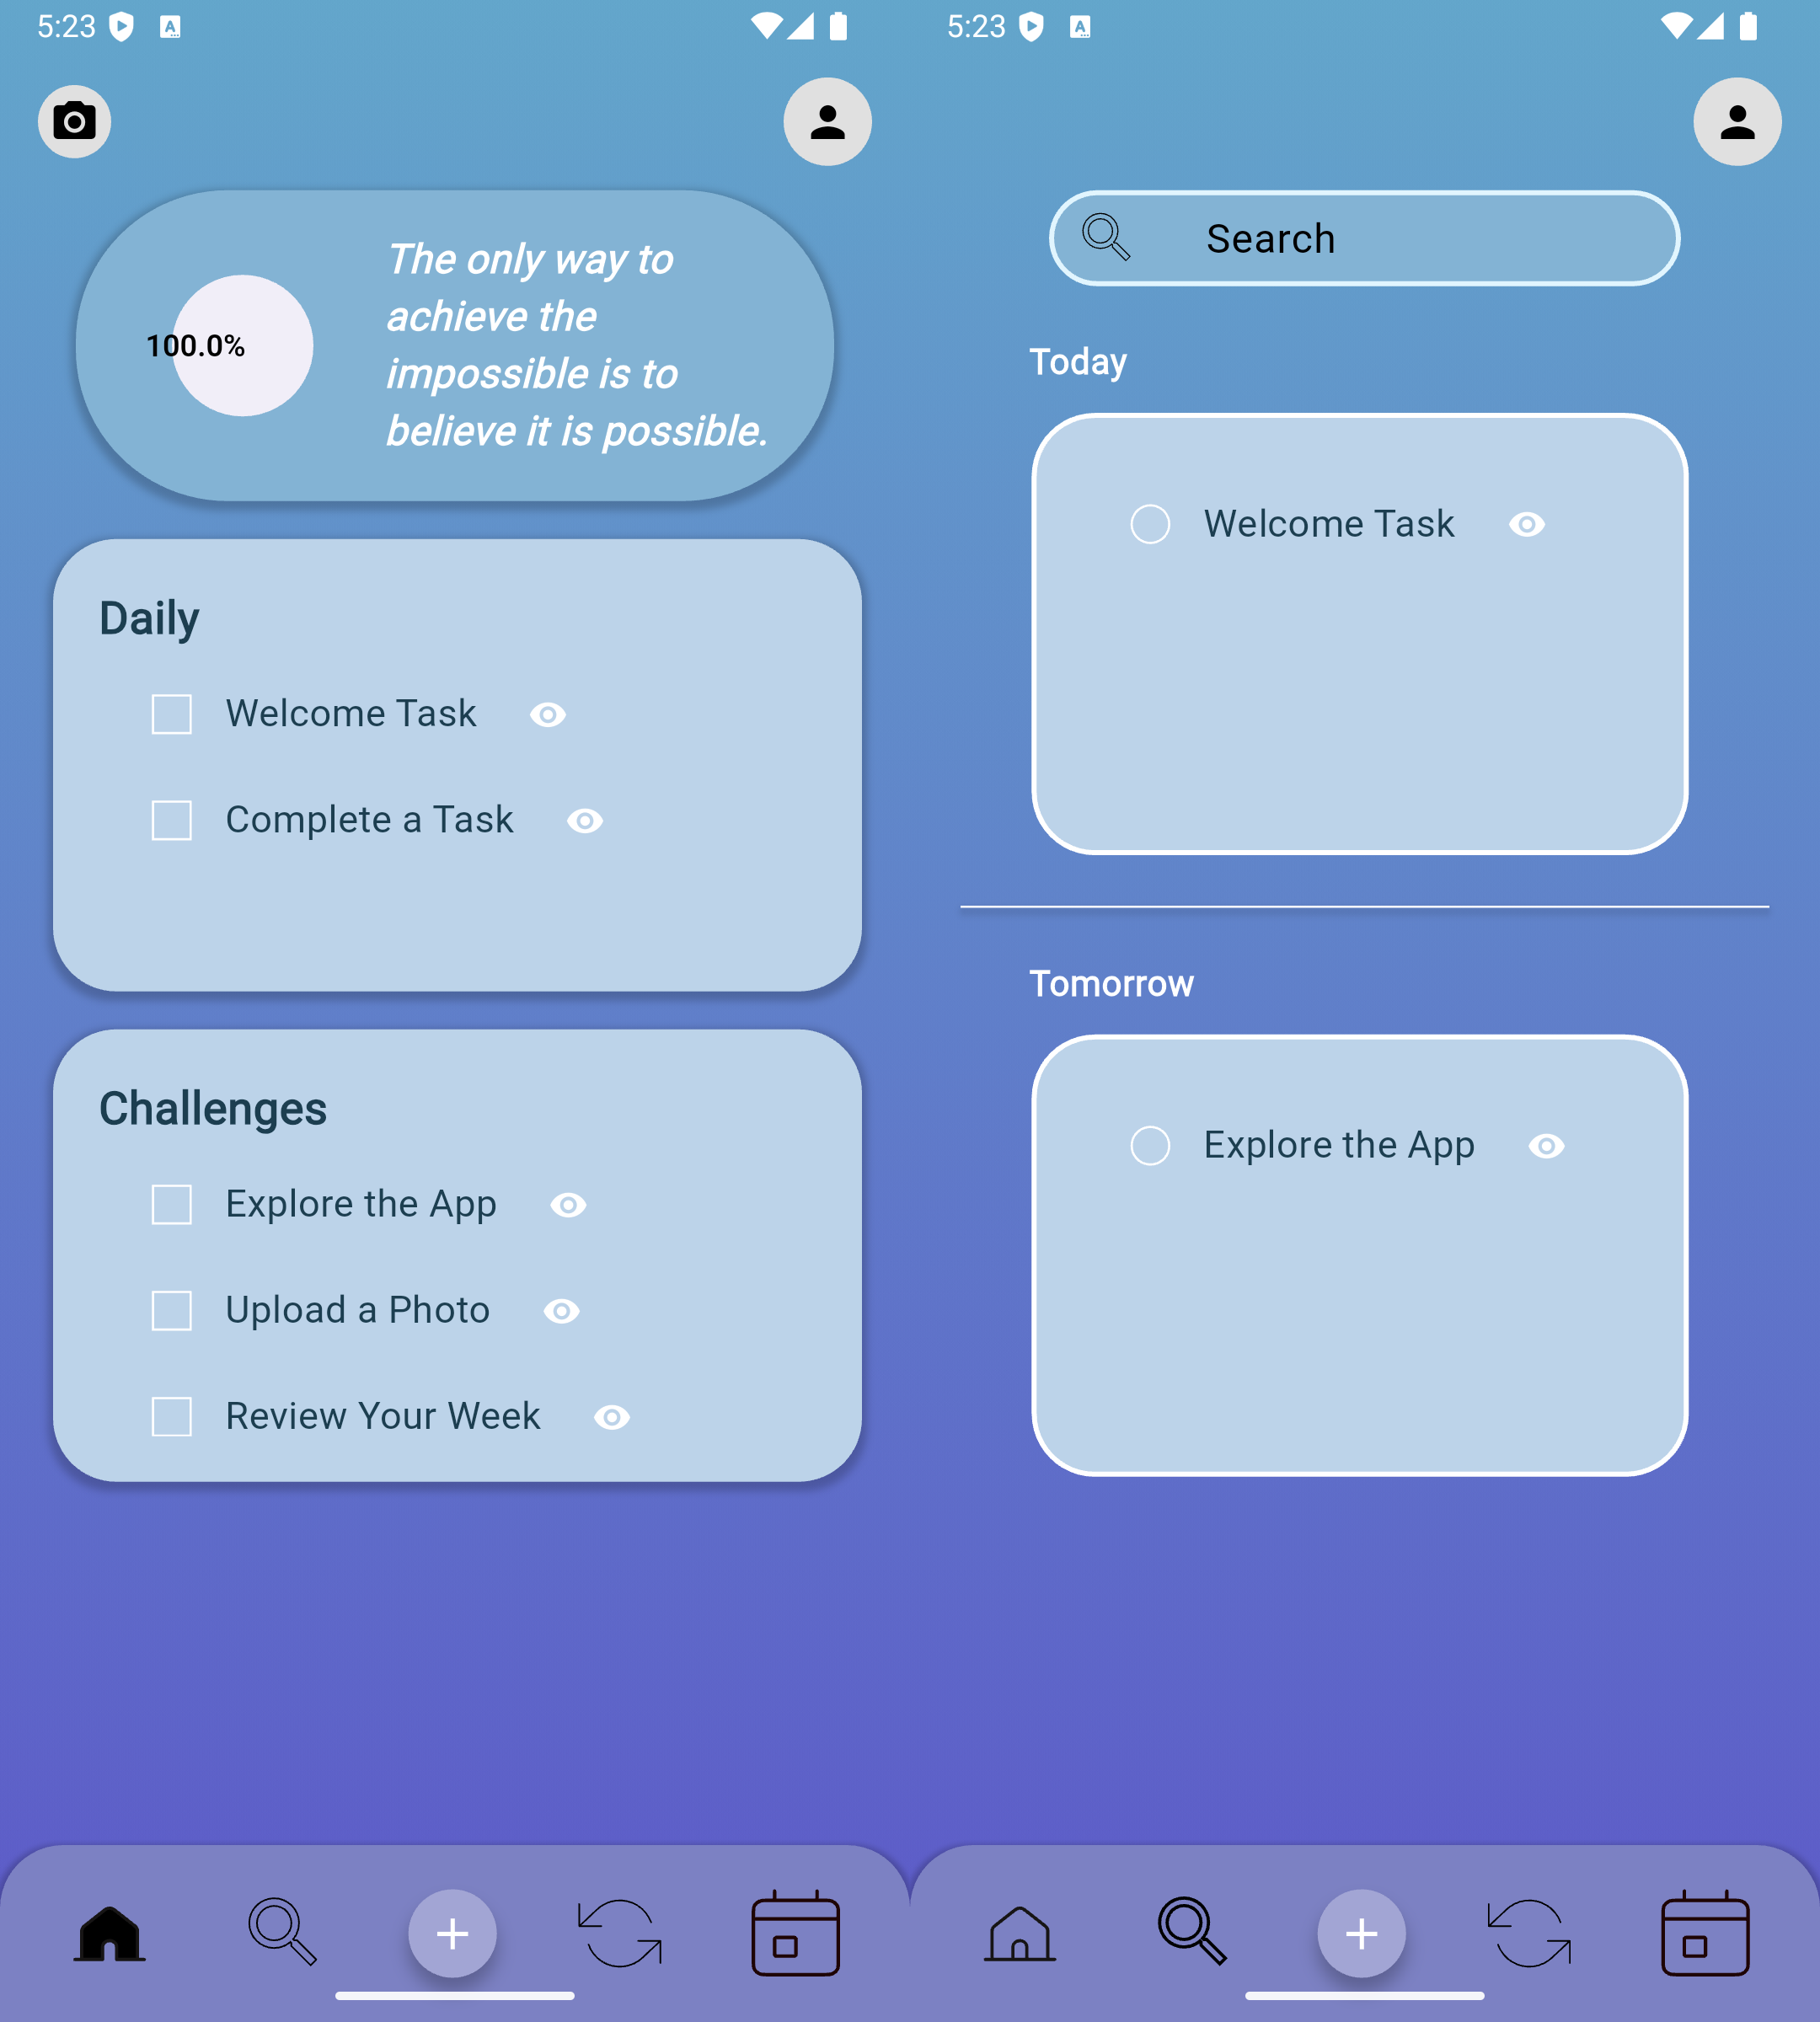 5:23
100.0%
The only way to
achieve the
impossible is to
believe it is possible.
Daily
Welcome Task
Complete a Task
Challenges
Explore the App
Upload a Photo
Review Your Week
5:23
Search
Today
Welcome Task
Tomorrow
Explore the App